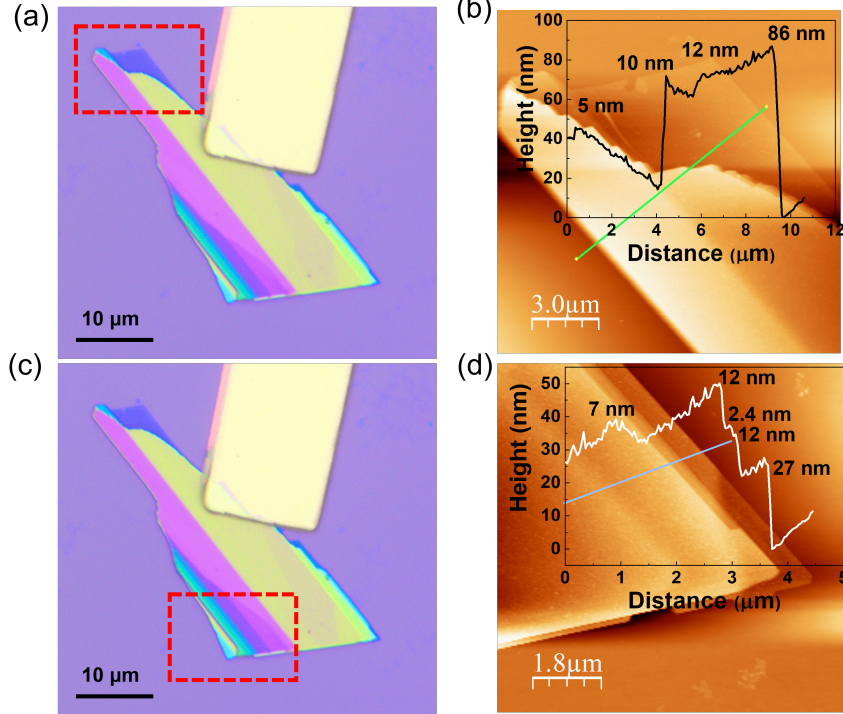 (a)
10 µm
(b)
Height (nm)
100
80
60
40
20
0
5 nm
10 nm
12 nm
86 nm
0 2 4 6 8 10 12
Distance (µm)
3.0µm
(c)
10 µm
(d)
Height (nm)
50
40
30
20
10
0
7 nm
12 nm
2.4 nm
12 nm
27 nm
0 1 2 3 4 5
Distance (µm)
1.8µm